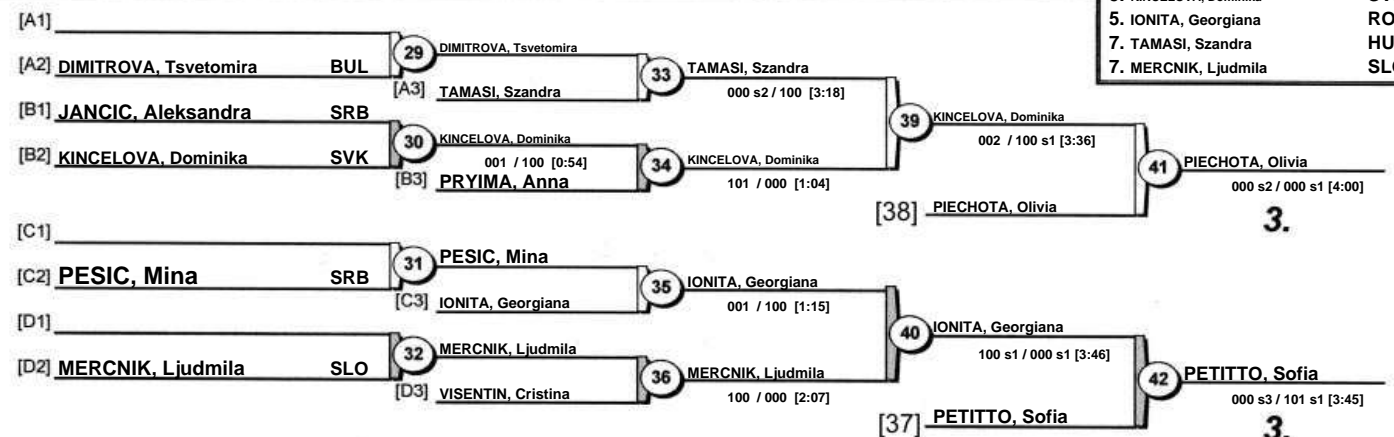 5. IONITA, Georgiana RO
7. TAMASI, Szandra HU
7. MERCNIK, Ljudmila SLO
[A1]
[A2] DIMITROVA, Tsvetomira BUL
29 DIMITROVA, Tsvetomira
[A3] TAMASI, Szandra
33 TAMASI, Szandra
000 s2 / 100 [3:18]
[B1] JANCIC, Aleksandra SRB
[B2] KINCELOVA, Dominika SVK
30 KINCELOVA, Dominika
001 / 100 [0:54]
[B3] PRYIMA, Anna
34 KINCELOVA, Dominika
101 / 000 [1:04]
39 KINCELOVA, Dominika
002 / 100 s1 [3:36]
[38] PIECHOTA, Olivia
41 PIECHOTA, Olivia
000 s2 / 000 s1 [4:00]
3.
[C1]
[C2] PESIC, Mina SRB
31 PESIC, Mina
[C3] IONITA, Georgiana
35 IONITA, Georgiana
001 / 100 [1:15]
[D1]
[D2] MERCNIK, Ljudmila SLO
32 MERCNIK, Ljudmila
[D3] VISENTIN, Cristina
36 MERCNIK, Ljudmila
100 / 000 [2:07]
40 IONITA, Georgiana
100 s1 / 000 s1 [3:46]
[37] PETITTO, Sofia
42 PETITTO, Sofia
000 s3 / 101 s1 [3:45]
3.